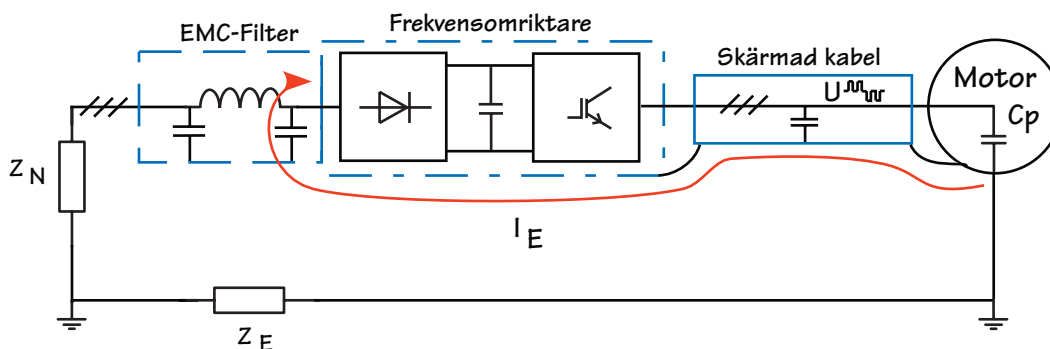 EMC-Filter
Frekvensomriktare
Skärmad kabel
U
Motor
Cp
Z N
I E
Z E